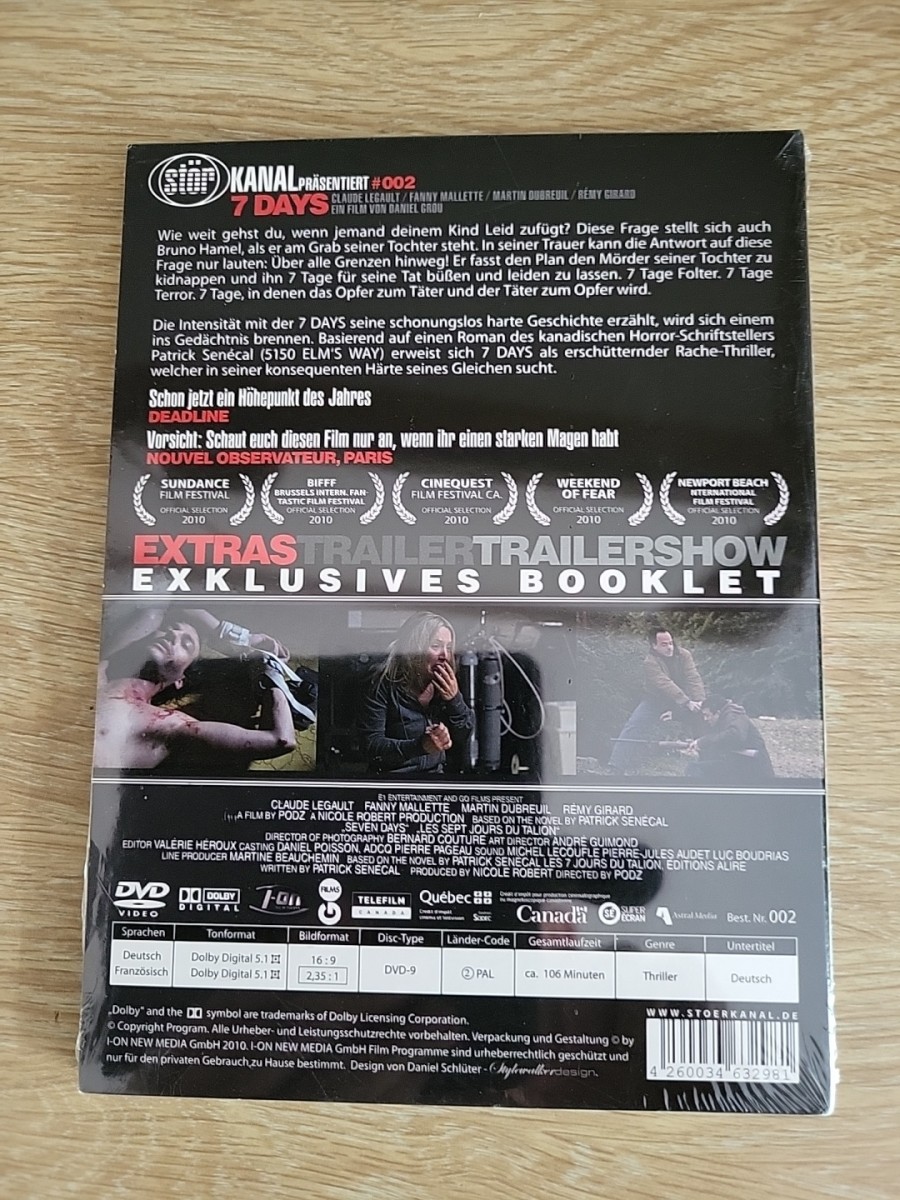 stör KANAL PRÄSENTIERT #002
7 DAYS CLAUDE LEGAULT / FANNY MALLETTE / MARTIN DUBREUIL / RÉMY GIRARD
EIN FILM VON DANIEL GROU
Wie weit gehst du, wenn jemand deinem Kind Leid zufügt? Diese Frage stellt sich auch
Bruno Hamel, als er am Grab seiner Tochter steht. In seiner Trauer kann die Antwort auf diese
Frage nur lauten: Über alle Grenzen hinweg! Er fasst den Plan den Mörder seiner Tochter zu
kidnappen und ihn 7 Tage für seine Tat büßen und leiden zu lassen. 7 Tage Folter. 7 Tage
Terror. 7 Tage, in denen das Opfer zum Täter und der Täter zum Opfer wird.
Die Intensität mit der 7 DAYS seine schonungslos harte Geschichte erzählt, wird sich einem
ins Gedächtnis brennen. Basierend auf einen Roman des kanadischen Horror-Schriftstellers
Patrick Senécal (5150 ELM'S WAY) erweist sich 7 DAYS als erschütternder Rache-Thriller,
welcher in seiner konsequenten Härte seines Gleichen sucht.
Schon jetzt ein Höhepunkt des Jahres
DEADLINE
Vorsicht: Schaut euch diesen Film nur an, wenn ihr einen starken Magen habt
NOUVEL OBSERVATEUR, PARIS
SUNDANCE FILM FESTIVAL OFFICIAL SELECTION 2010
BIFFF BRUSSELS INTERN. FANTASTIC FILM FESTIVAL OFFICIAL SELECTION 2010
CINEQUEST FILM FESTIVAL CA. OFFICIAL SELECTION 2010
WEEKEND OF FEAR OFFICIAL SELECTION 2010
NEWPORT BEACH INTERNATIONAL FILM FESTIVAL OFFICIAL SELECTION 2010
EXTRASTRAILERTRAILERSHOW
EXKLUSIVES BOOKLET
E1 ENTERTAINMENT AND GO FILMS PRESENT
CLAUDE LEGAULT FANNY MALLETTE MARTIN DUBREUIL RÉMY GIRARD
A FILM BY PODZ A NICOLE ROBERT PRODUCTION BASED ON THE NOVEL BY PATRICK SENÉCAL
„SEVEN DAYS" „LES SEPT JOURS DU TALION"
DIRECTOR OF PHOTOGRAPHY BERNARD COUTURE ART DIRECTOR ANDRÉ GUIMOND
EDITOR VALÉRIE HÉROUX CASTING DANIEL POISSON, ADCQ PIERRE PAGEAU SOUND MICHEL LECOUFLE PIERRE-JULES AUDET LUC BOUDRIAS
LINE PRODUCER MARTINE BEAUCHEMIN BASED ON THE NOVEL BY PATRICK SENÉCAL LES 7 JOURS DU TALION, EDITIONS ALIRE
WRITTEN BY PATRICK SENÉCAL PRODUCED BY NICOLE ROBERT DIRECTED BY PODZ
DVD VIDEO DOLBY DIGITAL I-ON GO FILMS TELEFILM CANADA Québec Canada SÉ SUPER ÉCRAN Astral Media Best. Nr. 002
Sprachen Tonformat Bildformat Disc-Type Länder-Code Gesamtlaufzeit Genre Untertitel
Deutsch Dolby Digital 5.1 16:9 DVD-9 2 PAL ca. 106 Minuten Thriller Deutsch
Französisch Dolby Digital 5.1 2,35:1
„Dolby" and the symbol are trademarks of Dolby Licensing Corporation.
© Copyright Program. Alle Urheber- und Leistungsschutzrechte vorbehalten. Verpackung und Gestaltung © by
I-ON NEW MEDIA GmbH 2010. I-ON NEW MEDIA GmbH Film Programme sind urheberrechtlich geschützt und
nur für den privaten Gebrauch zu Hause bestimmt. Design von Daniel Schlüter - Stylewalkerdesign.
WWW.STOERKANAL.DE
4 260034 632981